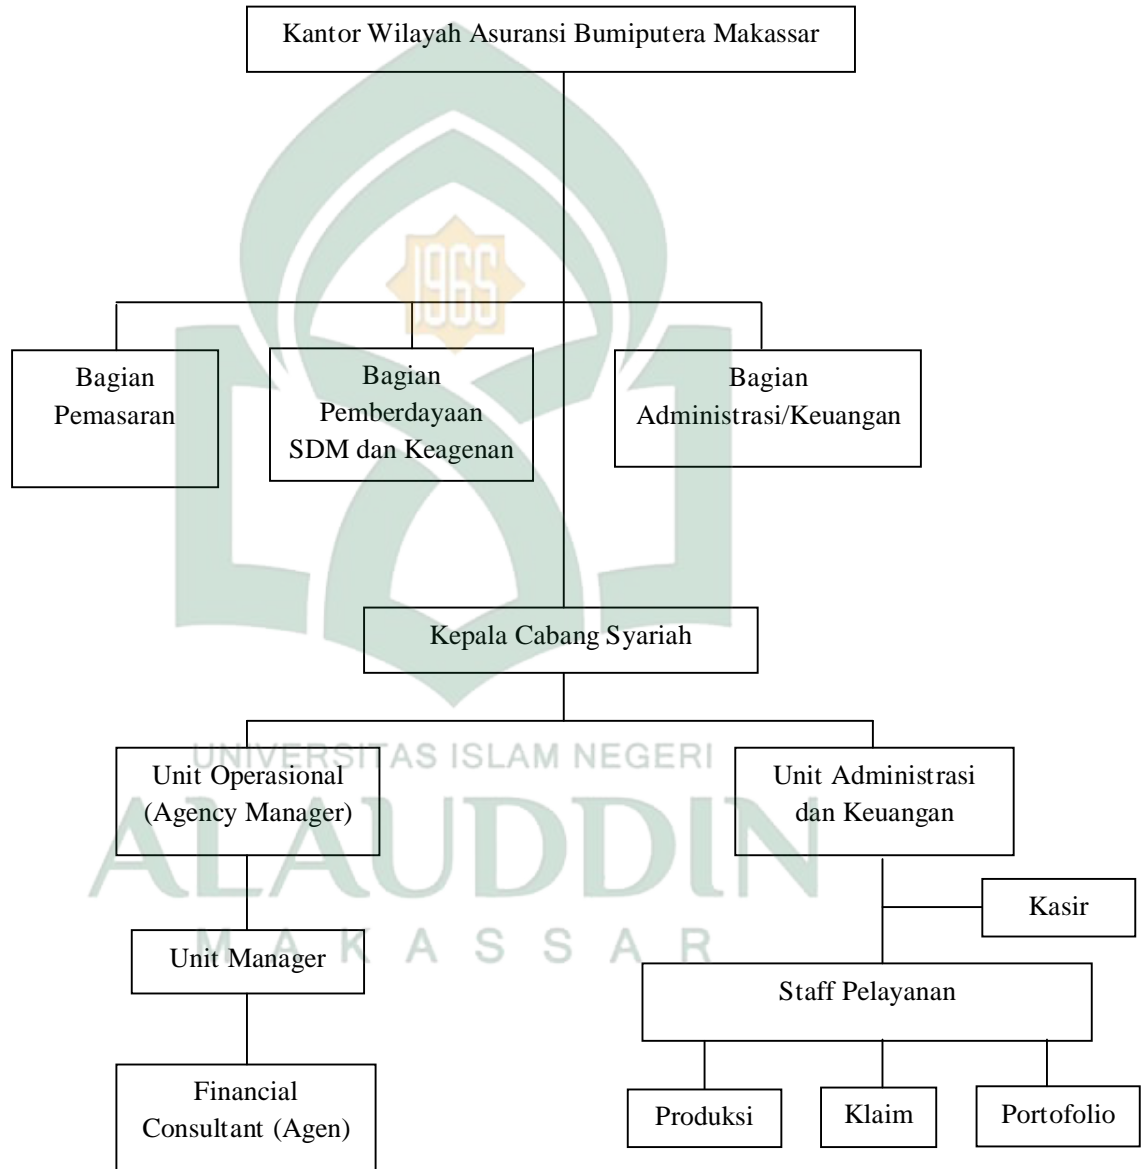 Kantor Wilayah Asuransi Bumiputera Makassar
1965
Bagian
Pemasaran
Bagian
Pemberdayaan
SDM dan Keagenan
Bagian
Administrasi/Keuangan
Kepala Cabang Syariah
UNIVERSITAS ISLAM NEGERI
ALAUDDIN
MAKASSAR
Unit Operasional
(Agency Manager)
Unit Administrasi
dan Keuangan
Kasir
Unit Manager
Staff Pelayanan
Financial
Consultant (Agen)
Produksi
Klaim
Portofolio